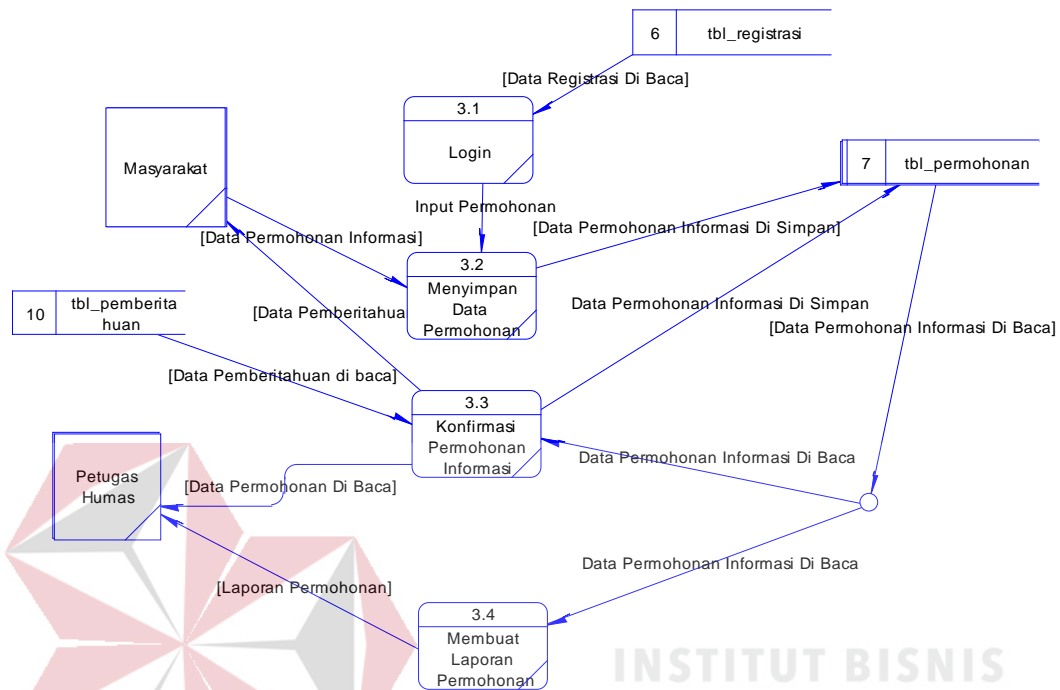 6 tbl_registrasi
[Data Registrasi Di Baca]
3.1
Login
Masyarakat
7 tbl_permohonan
Input Permohonan
[Data Permohonan Informasi]
[Data Permohonan Informasi Di Simpan]
3.2
Menyimpan
Data
Permohonan
10 tbl_pemberita
huan
[Data Pemberitahua
Data Permohonan Informasi Di Simpan
[Data Permohonan Informasi Di Baca]
[Data Pemberitahuan di baca]
3.3
Konfirmasi
Permohonan
Informasi
Petugas
Humas
[Data Permohonan Di Baca]
Data Permohonan Informasi Di Baca
Data Permohonan Informasi Di Baca
[Laporan Permohonan]
3.4
Membuat
Laporan
Permohonan
INSTITUT BISNIS